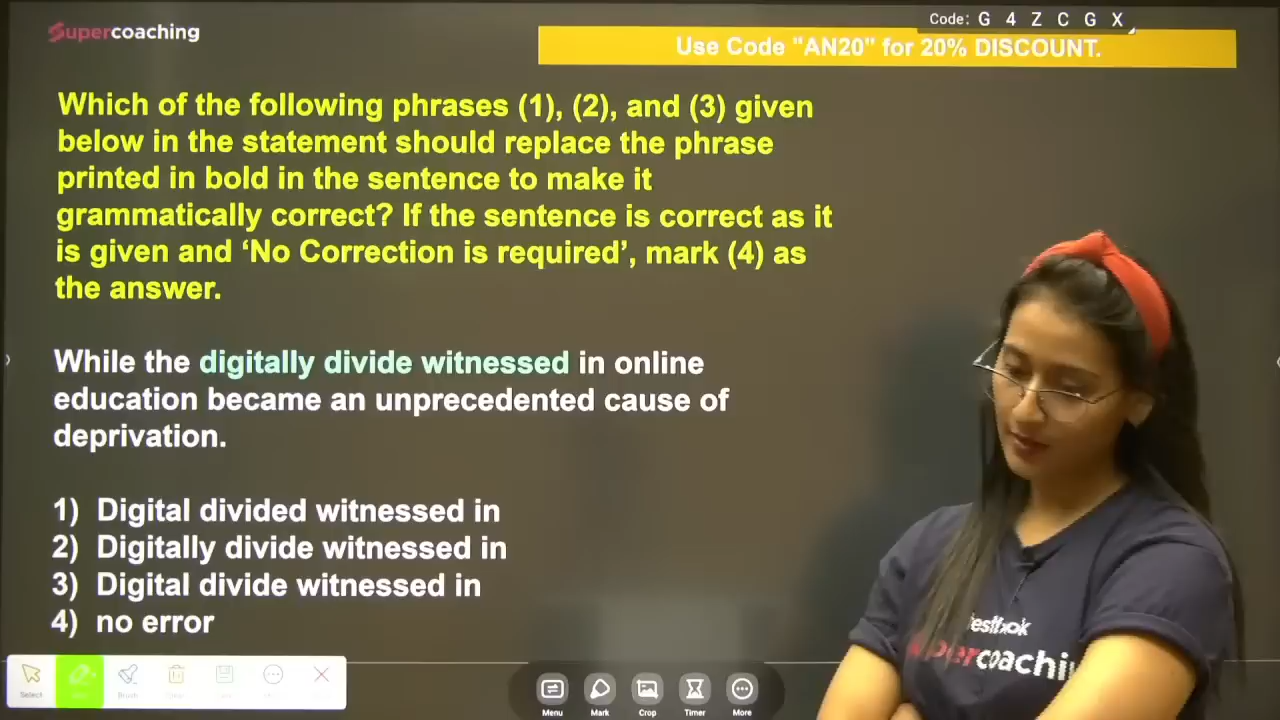 Supercoaching
Code: G 4 Z C G X
Use Code "AN20" for 20% DISCOUNT.
Which of the following phrases (1), (2), and (3) given
below in the statement should replace the phrase
printed in bold in the sentence to make it
grammatically correct? If the sentence is correct as it
is given and ‘No Correction is required’, mark (4) as
the answer.
While the digitally divide witnessed in online
education became an unprecedented cause of
deprivation.
1) Digital divided witnessed in
2) Digitally divide witnessed in
3) Digital divide witnessed in
4) no error
Select
Brush
Menu
Mark
Crop
Timer
More
testbook
supercoachi